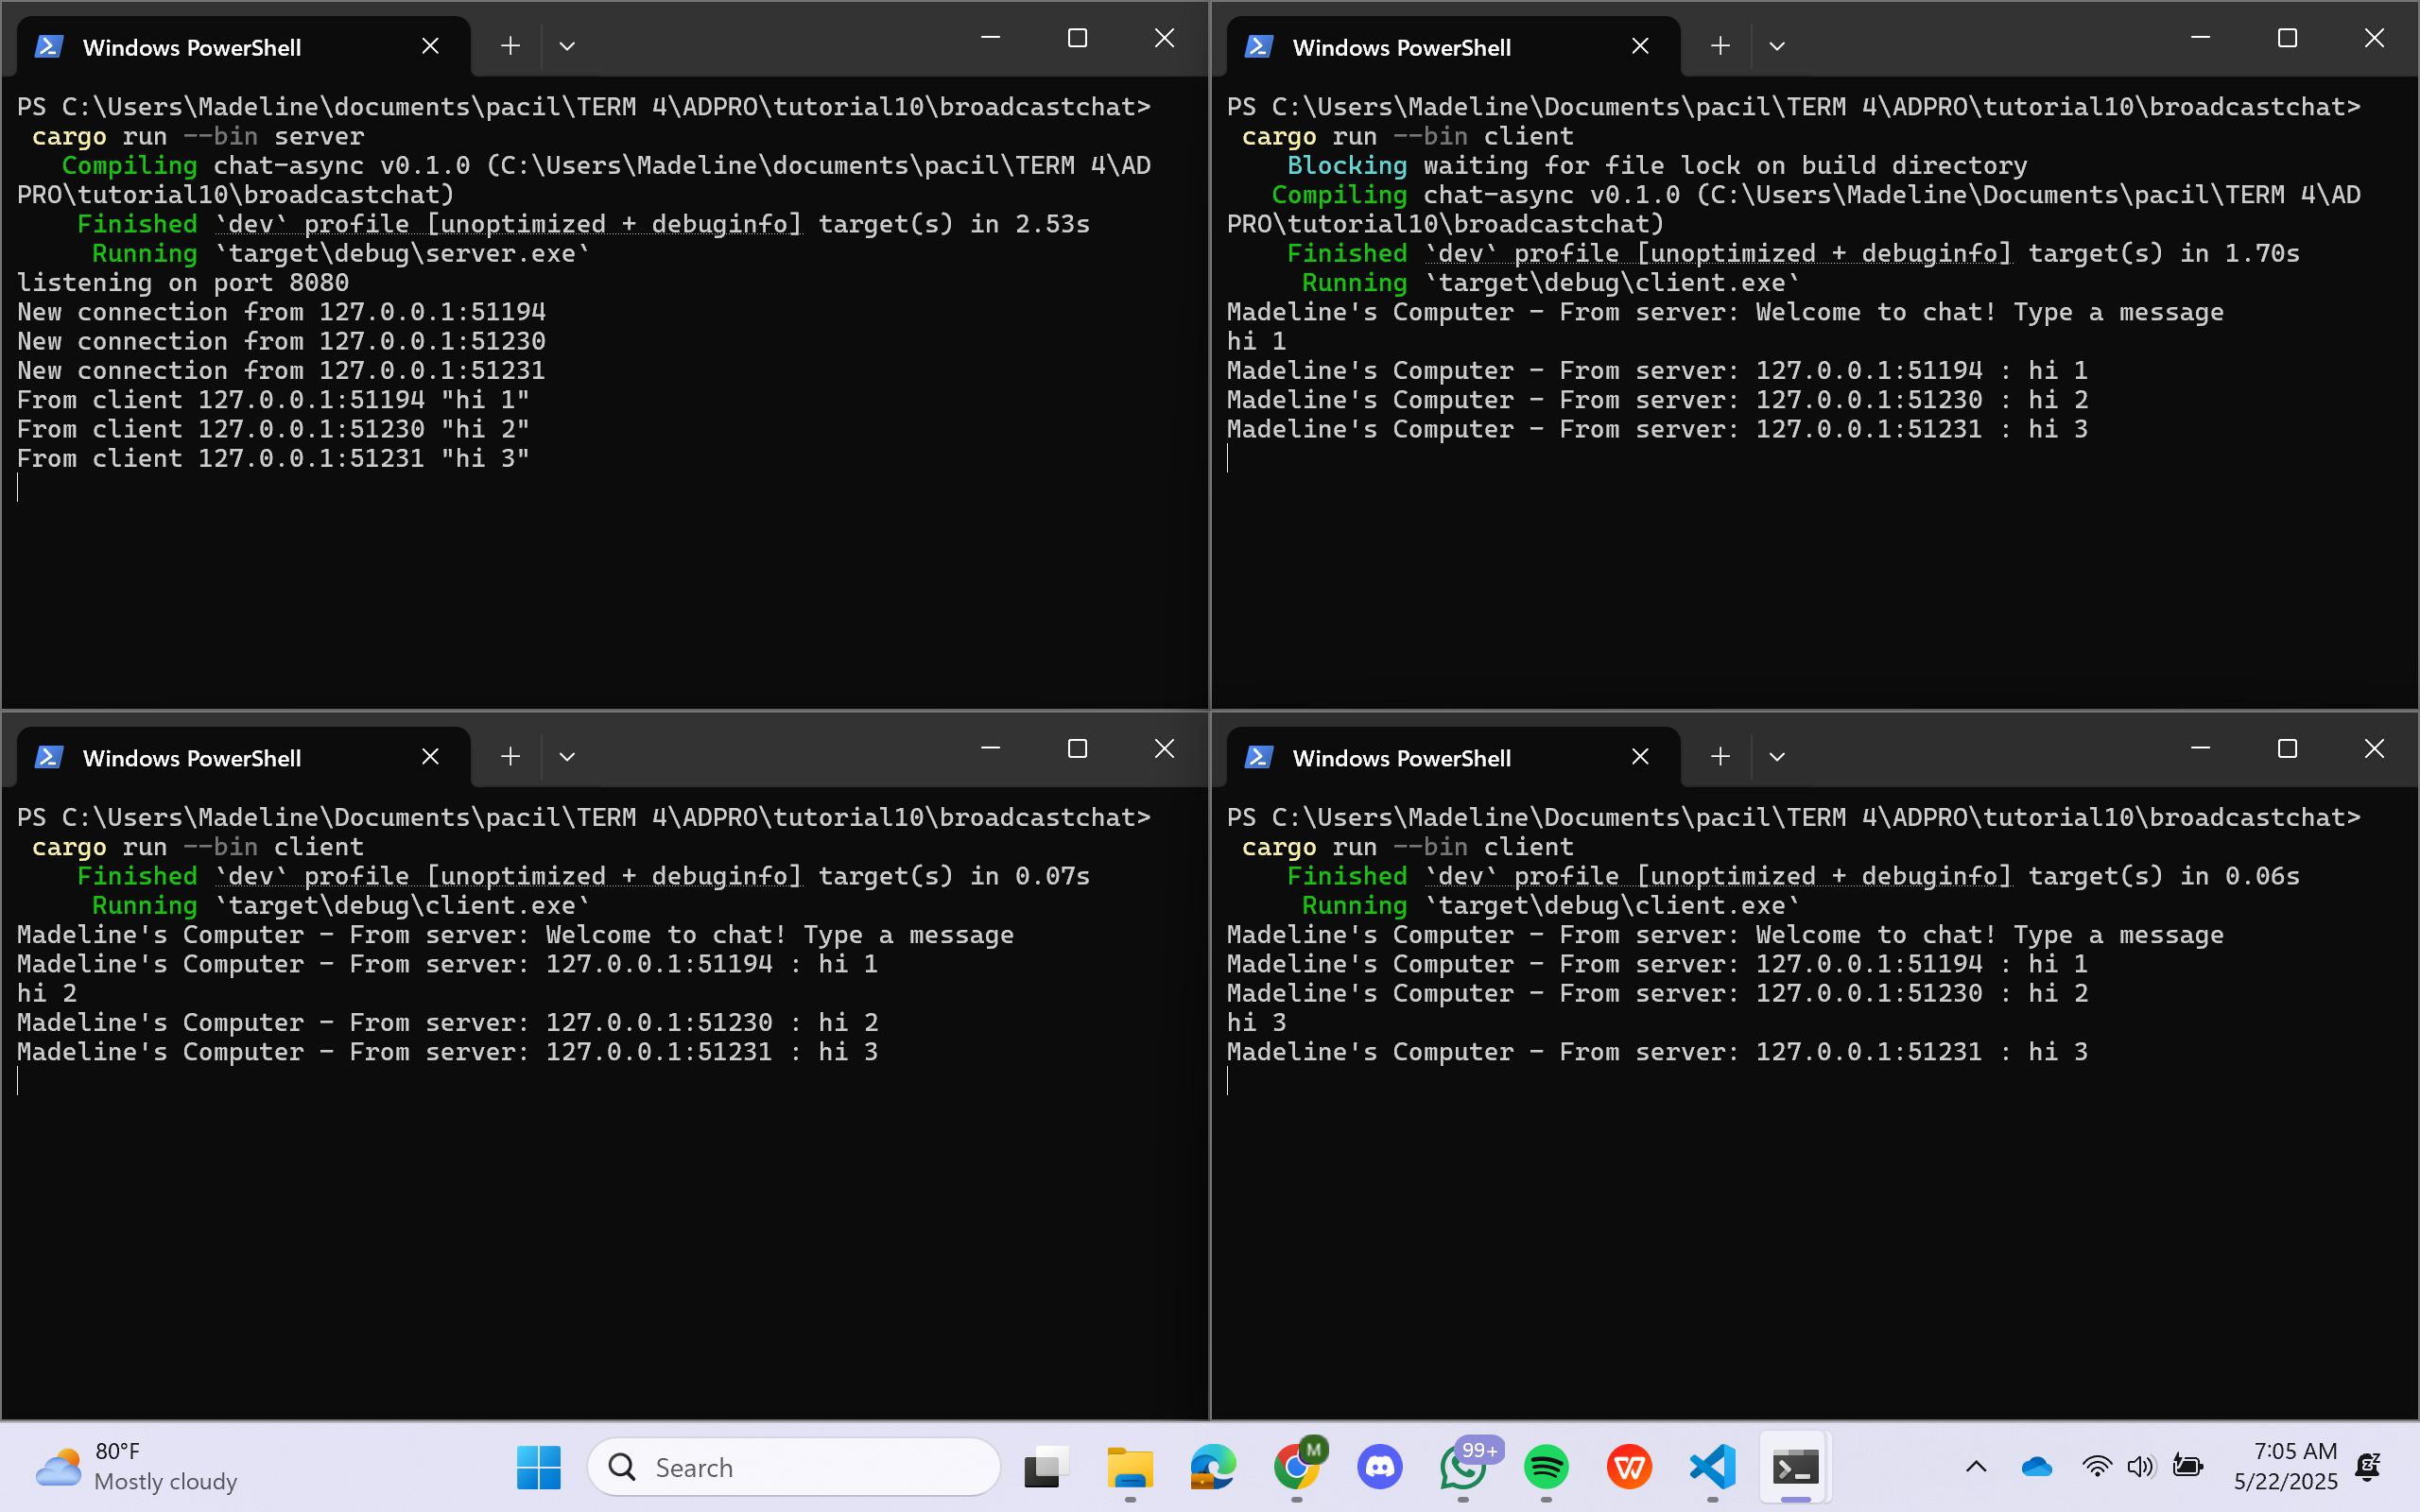 Windows PowerShell
PS C:\Users\Madeline\documents\pacil\TERM 4\ADPRO\tutorial10\broadcastchat>
cargo run --bin server
Compiling chat-async v0.1.0 (C:\Users\Madeline\documents\pacil\TERM 4\AD
PRO\tutorial10\broadcastchat)
Finished `dev` profile [unoptimized + debuginfo] target(s) in 2.53s
Running `target\debug\server.exe`
listening on port 8080
New connection from 127.0.0.1:51194
New connection from 127.0.0.1:51230
New connection from 127.0.0.1:51231
From client 127.0.0.1:51194 "hi 1"
From client 127.0.0.1:51230 "hi 2"
From client 127.0.0.1:51231 "hi 3"
Windows PowerShell
PS C:\Users\Madeline\Documents\pacil\TERM 4\ADPRO\tutorial10\broadcastchat>
cargo run --bin client
Blocking waiting for file lock on build directory
Compiling chat-async v0.1.0 (C:\Users\Madeline\Documents\pacil\TERM 4\AD
PRO\tutorial10\broadcastchat)
Finished `dev` profile [unoptimized + debuginfo] target(s) in 1.70s
Running `target\debug\client.exe`
Madeline's Computer - From server: Welcome to chat! Type a message
hi 1
Madeline's Computer - From server: 127.0.0.1:51194 : hi 1
Madeline's Computer - From server: 127.0.0.1:51230 : hi 2
Madeline's Computer - From server: 127.0.0.1:51231 : hi 3
Windows PowerShell
PS C:\Users\Madeline\Documents\pacil\TERM 4\ADPRO\tutorial10\broadcastchat>
cargo run --bin client
Finished `dev` profile [unoptimized + debuginfo] target(s) in 0.07s
Running `target\debug\client.exe`
Madeline's Computer - From server: Welcome to chat! Type a message
Madeline's Computer - From server: 127.0.0.1:51194 : hi 1
hi 2
Madeline's Computer - From server: 127.0.0.1:51230 : hi 2
Madeline's Computer - From server: 127.0.0.1:51231 : hi 3
Windows PowerShell
PS C:\Users\Madeline\Documents\pacil\TERM 4\ADPRO\tutorial10\broadcastchat>
cargo run --bin client
Finished `dev` profile [unoptimized + debuginfo] target(s) in 0.06s
Running `target\debug\client.exe`
Madeline's Computer - From server: Welcome to chat! Type a message
Madeline's Computer - From server: 127.0.0.1:51194 : hi 1
Madeline's Computer - From server: 127.0.0.1:51230 : hi 2
hi 3
Madeline's Computer - From server: 127.0.0.1:51231 : hi 3
80°F
Mostly cloudy
Search
M
99+
7:05 AM
5/22/2025